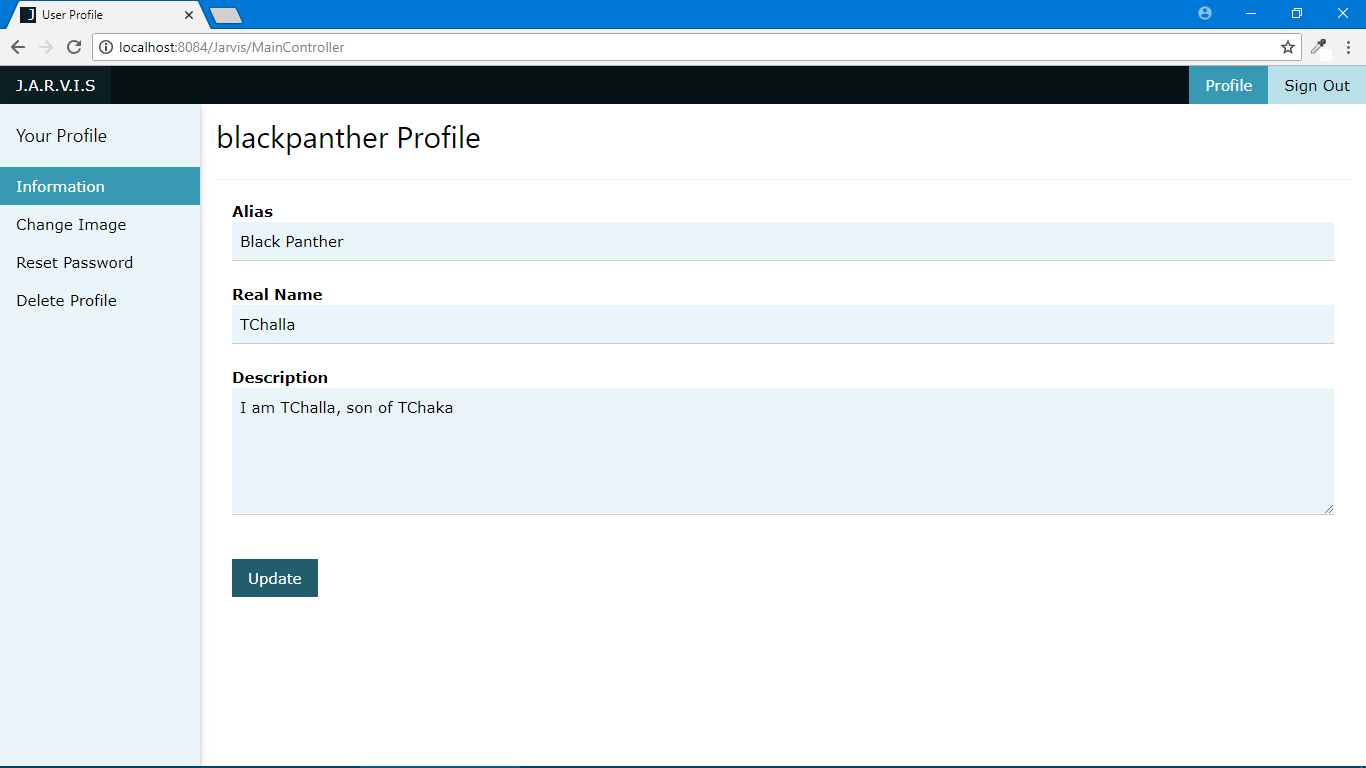 User Profile
localhost:8084/Jarvis/MainController
J.A.R.V.I.S
Profile
Sign Out
Your Profile
Information
Change Image
Reset Password
Delete Profile
blackpanther Profile
Alias
Black Panther
Real Name
TChalla
Description
I am TChalla, son of TChaka
Update